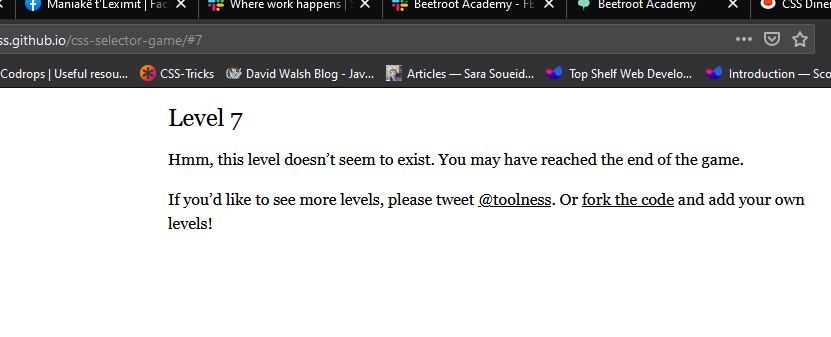 Maniakë t'Leximit | Fac
Where work happens | S
Beetroot Academy - FE
Beetroot Academy
CSS Dine
ss.github.io/css-selector-game/#7
Codrops | Useful resou...
CSS-Tricks
David Walsh Blog - Jav...
Articles — Sara Soueid...
Top Shelf Web Develo...
Introduction — Sco
Level 7
Hmm, this level doesn’t seem to exist. You may have reached the end of the game.
If you’d like to see more levels, please tweet @toolness. Or fork the code and add your own
levels!